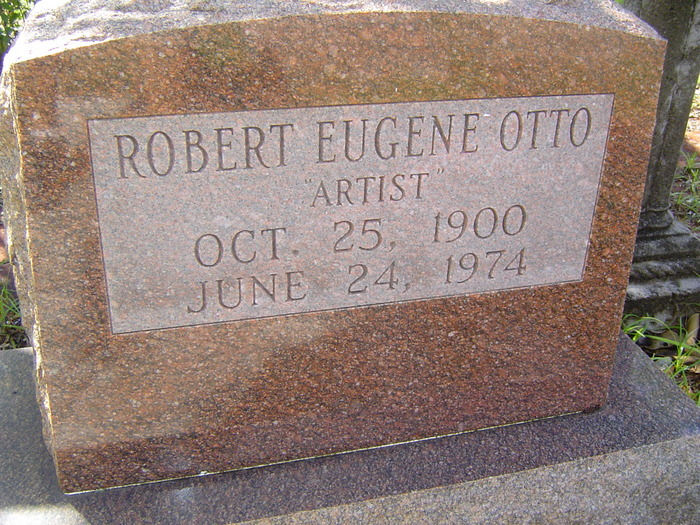 ROBERT EUGENE OTTO
"ARTIST"
OCT. 25, 1900
JUNE 24, 1974